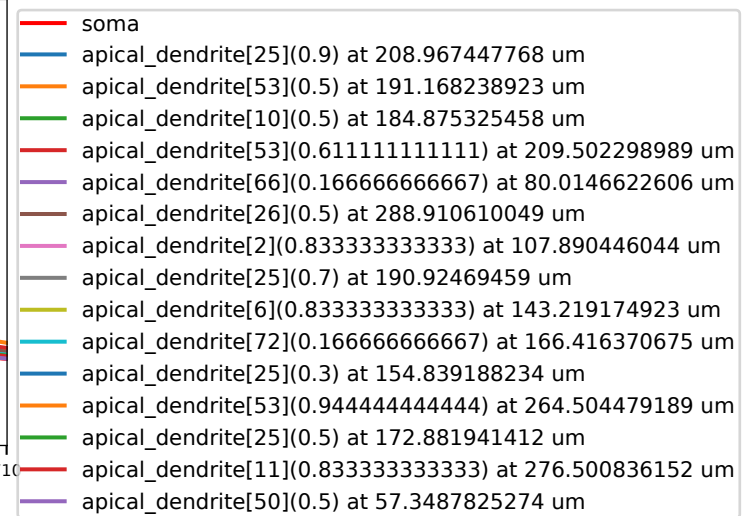 soma
apical_dendrite[25](0.9) at 208.967447768 um
apical_dendrite[53](0.5) at 191.168238923 um
apical_dendrite[10](0.5) at 184.875325458 um
apical_dendrite[53](0.611111111111) at 209.502298989 um
apical_dendrite[66](0.166666666667) at 80.0146622606 um
apical_dendrite[26](0.5) at 288.910610049 um
apical_dendrite[2](0.833333333333) at 107.890446044 um
apical_dendrite[25](0.7) at 190.92469459 um
apical_dendrite[6](0.833333333333) at 143.219174923 um
apical_dendrite[72](0.166666666667) at 166.416370675 um
apical_dendrite[25](0.3) at 154.839188234 um
apical_dendrite[53](0.944444444444) at 264.504479189 um
apical_dendrite[25](0.5) at 172.881941412 um
apical_dendrite[11](0.833333333333) at 276.500836152 um
apical_dendrite[50](0.5) at 57.3487825274 um